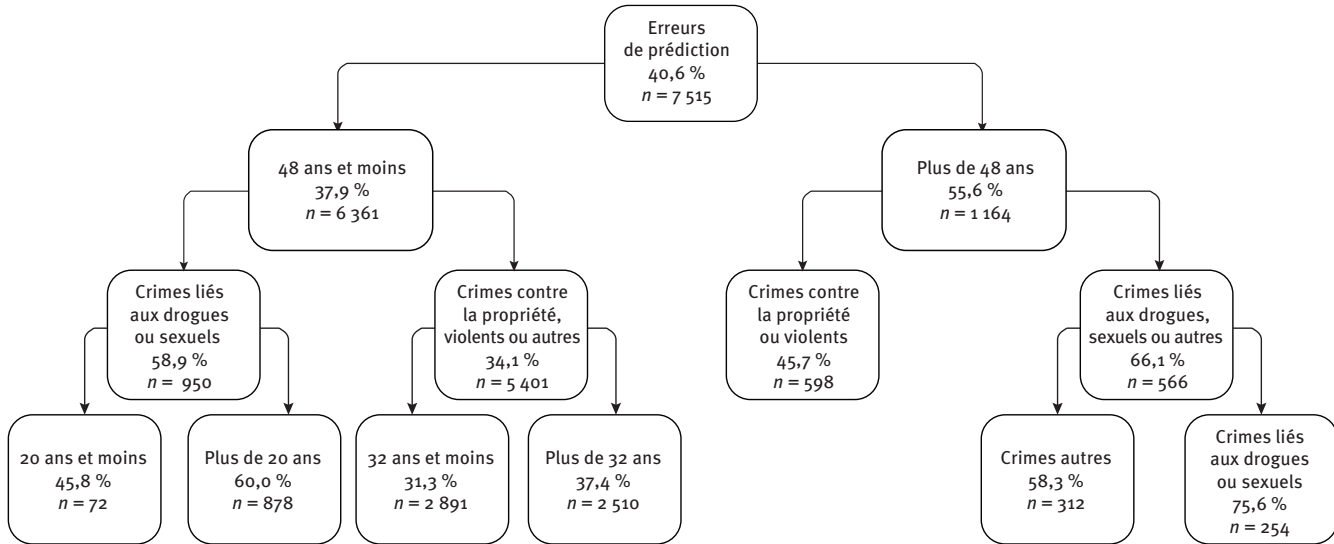 Erreurs
de prédiction
40,6 %
n = 7 515
48 ans et moins
37,9 %
n = 6 361
Plus de 48 ans
55,6 %
n = 1 164
Crimes liés
aux drogues
ou sexuels
58,9 %
n = 950
Crimes contre
la propriété,
violents ou autres
34,1 %
n = 5 401
Crimes contre
la propriété
ou violents
45,7 %
n = 598
Crimes liés
aux drogues,
sexuels ou autres
66,1 %
n = 566
20 ans et moins
45,8 %
n = 72
Plus de 20 ans
60,0 %
n = 878
32 ans et moins
31,3 %
n = 2 891
Plus de 32 ans
37,4 %
n = 2 510
Crimes autres
58,3 %
n = 312
Crimes liés
aux drogues
ou sexuels
75,6 %
n = 254